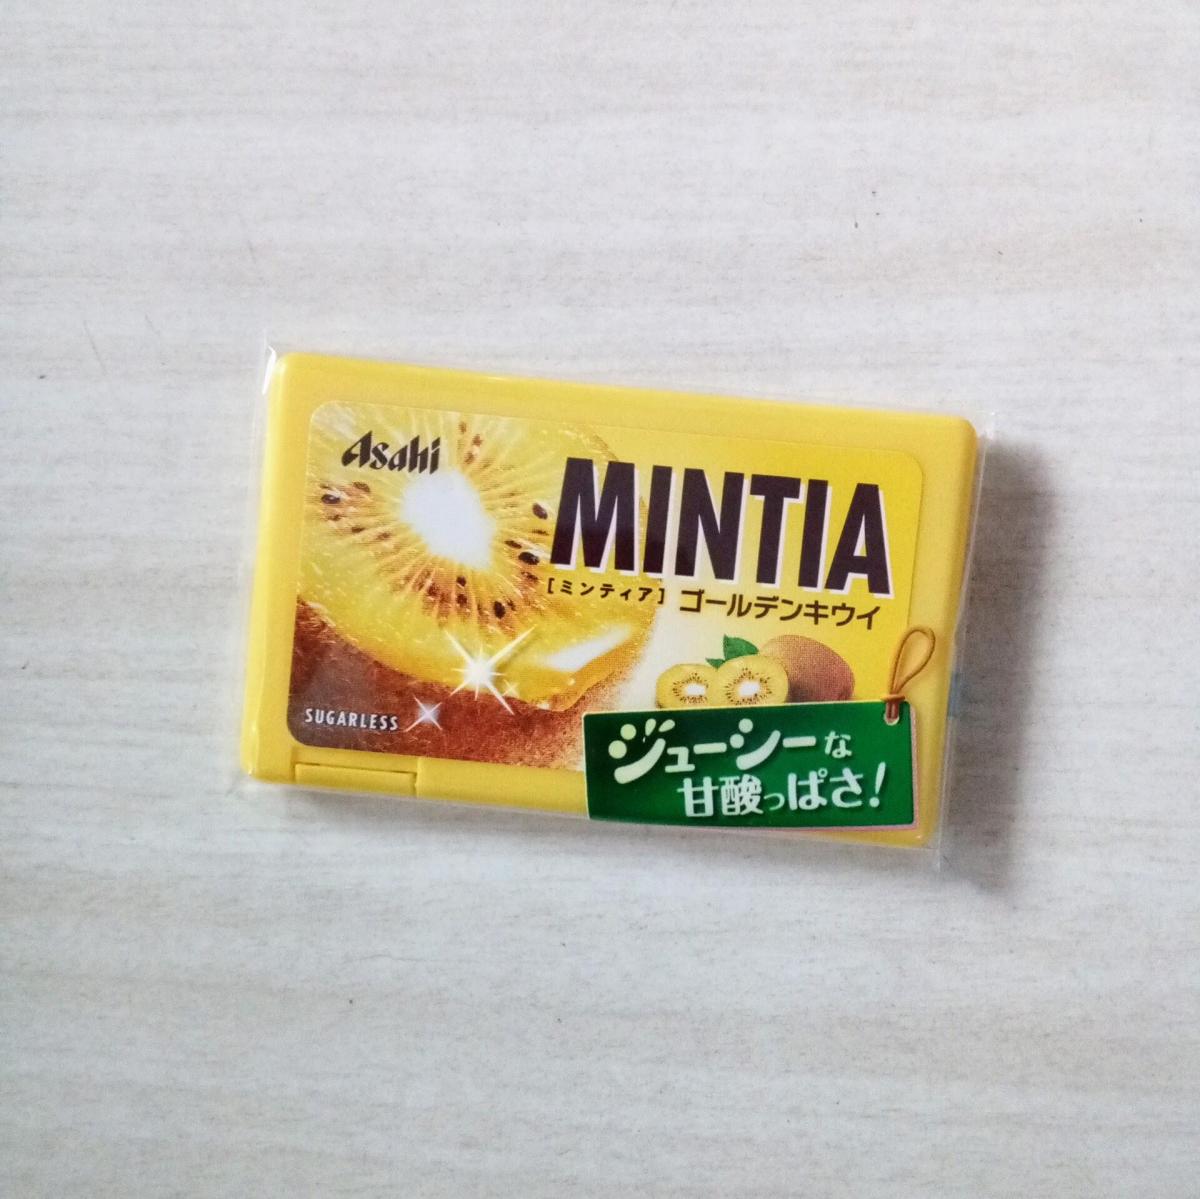 Asahi
MINTIA
[ミンティア] ゴールデンキウイ
SUGARLESS
ジューシーな
甘酸っぱさ!